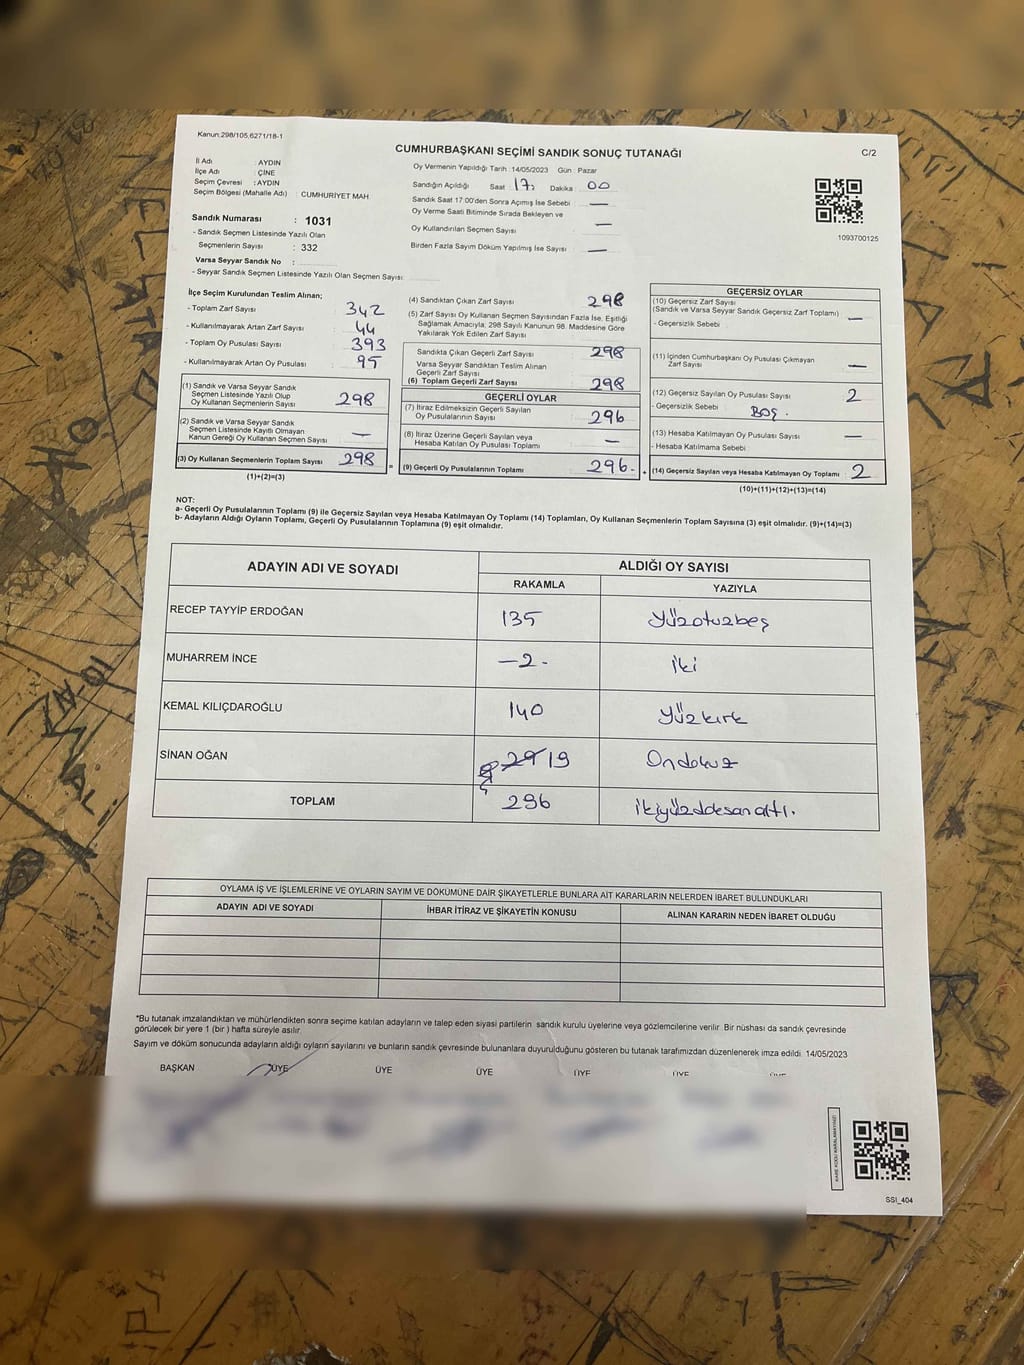 Kanun:298/105,6271/18-1
CUMHURBAŞKANI SEÇİMİ SANDIK SONUÇ TUTANAĞI
C/2
İl Adı : AYDIN
İlçe Adı : ÇİNE
Seçim Çevresi : AYDIN
Seçim Bölgesi (Mahalle Adı) : CUMHURİYET MAH.
Sandık Numarası : 1031
- Sandık Seçmen Listesinde Yazılı Olan
Seçmenlerin Sayısı : 332
Varsa Seyyar Sandık No :
- Seyyar Sandık Seçmen Listesinde Yazılı Olan Seçmen Sayısı:
Oy Vermenin Yapıldığı Tarih :14/05/2023 Gün : Pazar
Sandığın Açıldığı Saat 17: Dakika 00
Sandık Saat 17.00'den Sonra Açımış İse Sebebi : —
Oy Verme Saati Bitiminde Sırada Bekleyen ve
Oy Kullandırılan Seçmen Sayısı : —
Birden Fazla Sayım Döküm Yapılmış İse Sayısı : —
1093700125
İlçe Seçim Kurulundan Teslim Alınan;
- Toplam Zarf Sayısı : 342
- Kullanılmayarak Artan Zarf Sayısı : 44
- Toplam Oy Pusulası Sayısı : 393
- Kullanılmayarak Artan Oy Pusulası : 95
(1) Sandık ve Varsa Seyyar Sandık
Seçmen Listesinde Yazılı Olup
Oy Kullanan Seçmenlerin Sayısı : 298
(2) Sandık ve Varsa Seyyar Sandık
Seçmen Listesinde Kayıtlı Olmayan
Kanun Gereği Oy Kullanan Seçmen Sayısı : —
(3) Oy Kullanan Seçmenlerin Toplam Sayısı : 298
(1)+(2)=(3)
(4) Sandıktan Çıkan Zarf Sayısı : 298
(5) Zarf Sayısı Oy Kullanan Seçmen Sayısından Fazla İse, Eşitliği
Sağlamak Amacıyla, 298 Sayılı Kanunun 98. Maddesine Göre
Yakılarak Yok Edilen Zarf Sayısı :
Sandıkta Çıkan Geçerli Zarf Sayısı : 298
Varsa Seyyar Sandıktan Teslim Alınan
Geçerli Zarf Sayısı :
(6) Toplam Geçerli Zarf Sayısı : 298
GEÇERLİ OYLAR
(7) İtiraz Edilmeksizin Geçerli Sayılan
Oy Pusulalarının Sayısı : 296
(8) İtiraz Üzerine Geçerli Sayılan veya
Hesaba Katılan Oy Pusulası Toplamı : —
= (9) Geçerli Oy Pusulalarının Toplamı : 296-
GEÇERSİZ OYLAR
(10) Geçersiz Zarf Sayısı
(Sandık ve Varsa Seyyar Sandık Geçersiz Zarf Toplamı) : —
- Geçersizlik Sebebi :
(11) İçinden Cumhurbaşkanı Oy Pusulası Çıkmayan
Zarf Sayısı : —
(12) Geçersiz Sayılan Oy Pusulası Sayısı : 2
- Geçersizlik Sebebi : BOŞ.
(13) Hesaba Katılmayan Oy Pusulası Sayısı : —
- Hesaba Katılmama Sebebi :
+ (14) Geçersiz Sayılan veya Hesaba Katılmayan Oy Toplamı : 2
(10)+(11)+(12)+(13)=(14)
NOT:
a- Geçerli Oy Pusulalarının Toplamı (9) ile Geçersiz Sayılan veya Hesaba Katılmayan Oy Toplamı (14) Toplamları, Oy Kullanan Seçmenlerin Toplam Sayısına (3) eşit olmalıdır. (9)+(14)=(3)
b- Adayların Aldığı Oyların Toplamı, Geçerli Oy Pusulalarının Toplamına (9) eşit olmalıdır.
ADAYIN ADI VE SOYADI
ALDIĞI OY SAYISI
RAKAMLA YAZIYLA
RECEP TAYYİP ERDOĞAN 135 Yüzotuzbeş
MUHARREM İNCE —2- iki
KEMAL KILIÇDAROĞLU 140 Yüzkırk
SİNAN OĞAN 29 19 Ondokuz
TOPLAM 296 ikiyüzddesanaltı.
OYLAMA İŞ VE İŞLEMLERİNE VE OYLARIN SAYIM VE DÖKÜMÜNE DAİR ŞİKAYETLERLE BUNLARA AİT KARARLARIN NELERDEN İBARET BULUNDUKLARI
ADAYIN ADI VE SOYADI İHBAR İTİRAZ VE ŞİKAYETİN KONUSU ALINAN KARARIN NEDEN İBARET OLDUĞU
*Bu tutanak imzalandıktan ve mühürlendikten sonra seçime katılan adayların ve talep eden siyasi partilerin sandık kurulu üyelerine veya gözlemcilerine verilir. Bir nüshası da sandık çevresinde
görülecek bir yere 1 (bir ) hafta süreyle asılır.
Sayım ve döküm sonucunda adayların aldığı oyların sayılarını ve bunların sandık çevresinde bulunanlara duyurulduğunu gösteren bu tutanak tarafımızdan düzenlenerek imza edildi. 14/05/2023
BAŞKAN ÜYE ÜYE ÜYE ÜYE ÜYE ÜYE
KARE KODU KARALAMAYINIZ!
SSI_404